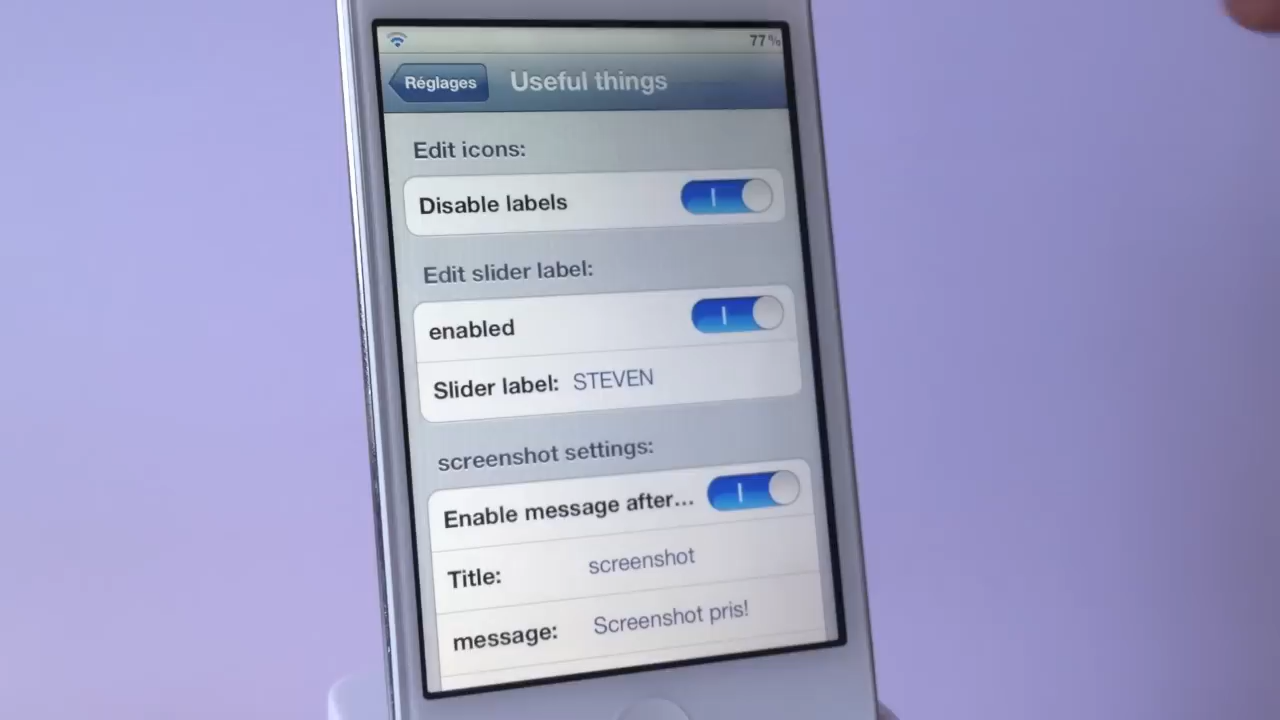 77%
Réglages
Useful things
Edit icons:
Disable labels
Edit slider label:
enabled
Slider label: STEVEN
screenshot settings:
Enable message after...
Title: screenshot
message: Screenshot pris!